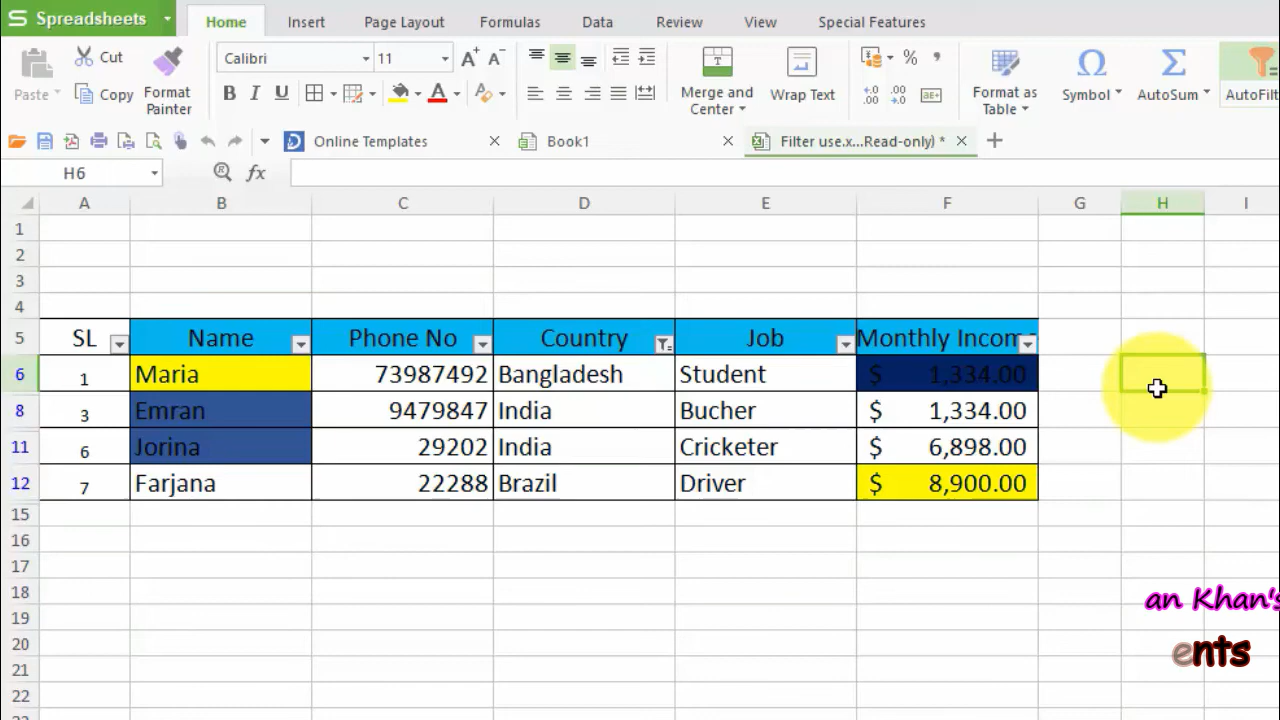 Spreadsheets Home Insert Page Layout Formulas Data Review View Special Features
Paste Cut Copy Format Painter Calibri 11 A+ A- B I U A Merge and Center Wrap Text % , .00 Format as Table Symbol AutoSum AutoFilt
Online Templates Book1 Filter use.x...Read-only) *
H6 fx
A B C D E F G H I
1
2
3
4
5 SL Name Phone No Country Job Monthly Incom
6 1 Maria 73987492 Bangladesh Student $ 1,334.00
8 3 Emran 9479847 India Bucher $ 1,334.00
11 6 Jorina 29202 India Cricketer $ 6,898.00
12 7 Farjana 22288 Brazil Driver $ 8,900.00
15
16
17
18
19
20
21
22
an Khan's
ents